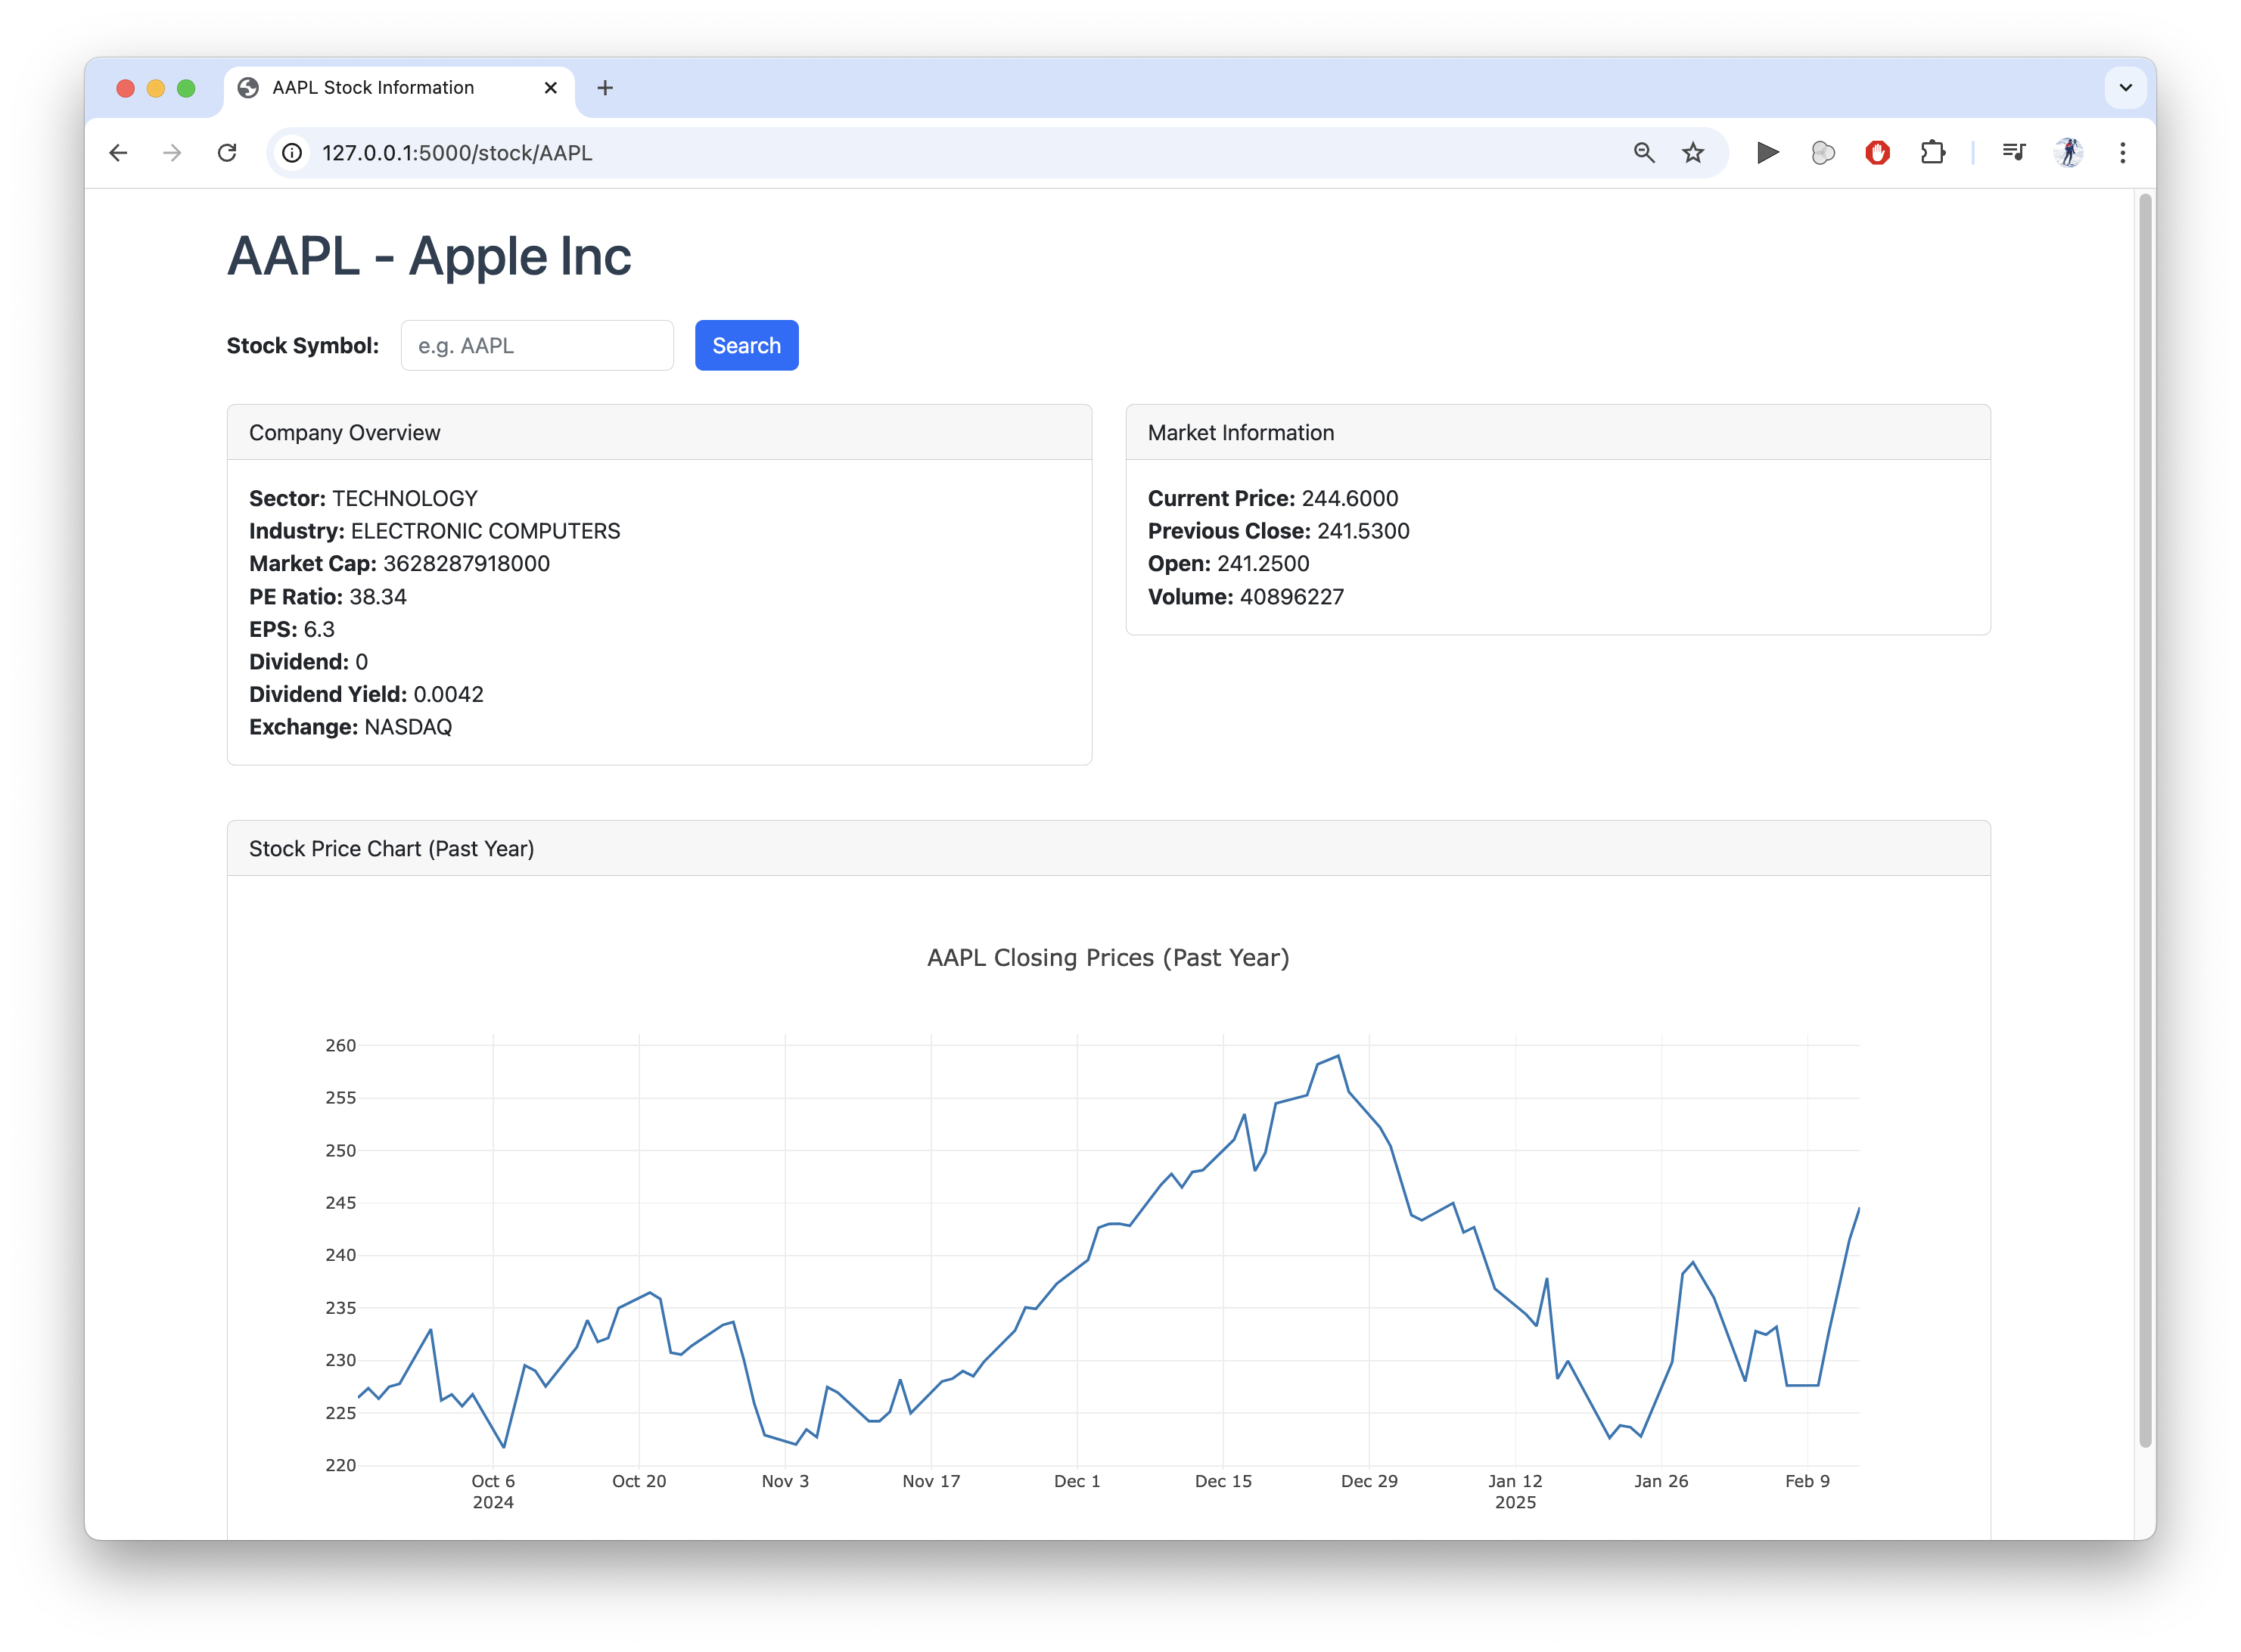 AAPL Stock Information
127.0.0.1:5000/stock/AAPL
AAPL - Apple Inc
Stock Symbol: e.g. AAPL Search
Company Overview
Sector: TECHNOLOGY
Industry: ELECTRONIC COMPUTERS
Market Cap: 3628287918000
PE Ratio: 38.34
EPS: 6.3
Dividend: 0
Dividend Yield: 0.0042
Exchange: NASDAQ
Market Information
Current Price: 244.6000
Previous Close: 241.5300
Open: 241.2500
Volume: 40896227
Stock Price Chart (Past Year)
AAPL Closing Prices (Past Year)
260
255
250
245
240
235
230
225
220
Oct 6 Oct 20 Nov 3 Nov 17 Dec 1 Dec 15 Dec 29 Jan 12 Jan 26 Feb 9
2024 2025